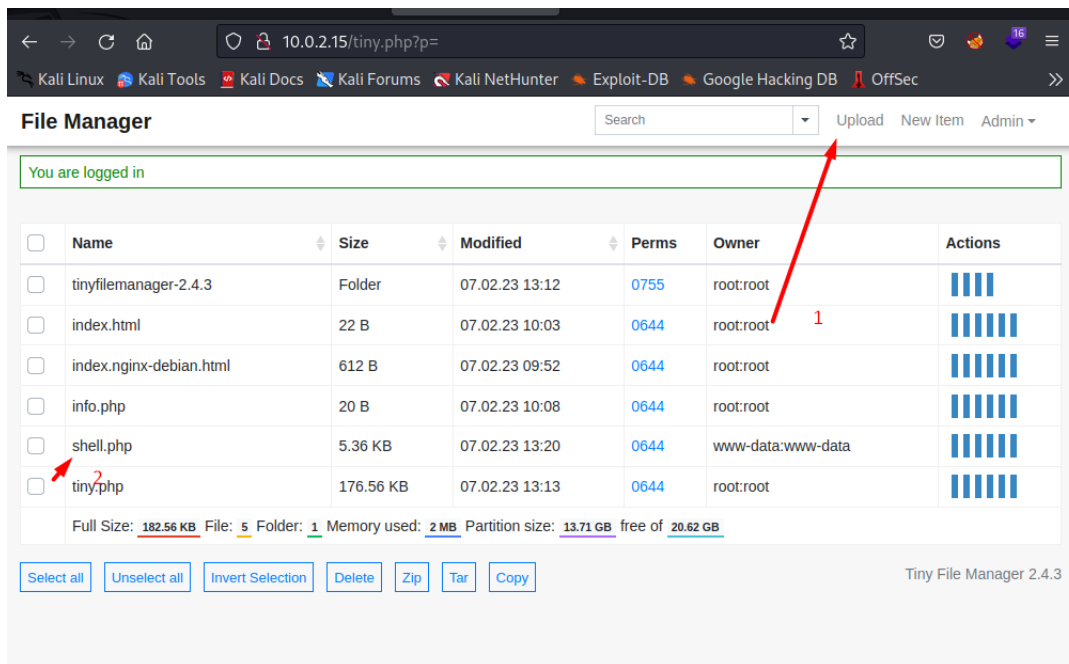 10.0.2.15/tiny.php?p=
16
Kali Linux Kali Tools Kali Docs Kali Forums Kali NetHunter Exploit-DB Google Hacking DB OffSec
File Manager Search Upload New Item Admin
You are logged in
Name Size Modified Perms Owner Actions
tinyfilemanager-2.4.3 Folder 07.02.23 13:12 0755 root:root
index.html 22 B 07.02.23 10:03 0644 root:root 1
index.nginx-debian.html 612 B 07.02.23 09:52 0644 root:root
info.php 20 B 07.02.23 10:08 0644 root:root
shell.php 5.36 KB 07.02.23 13:20 0644 www-data:www-data
2
tiny.php 176.56 KB 07.02.23 13:13 0644 root:root
Full Size: 182.56 KB File: 5 Folder: 1 Memory used: 2 MB Partition size: 13.71 GB free of 20.62 GB
Select all Unselect all Invert Selection Delete Zip Tar Copy Tiny File Manager 2.4.3